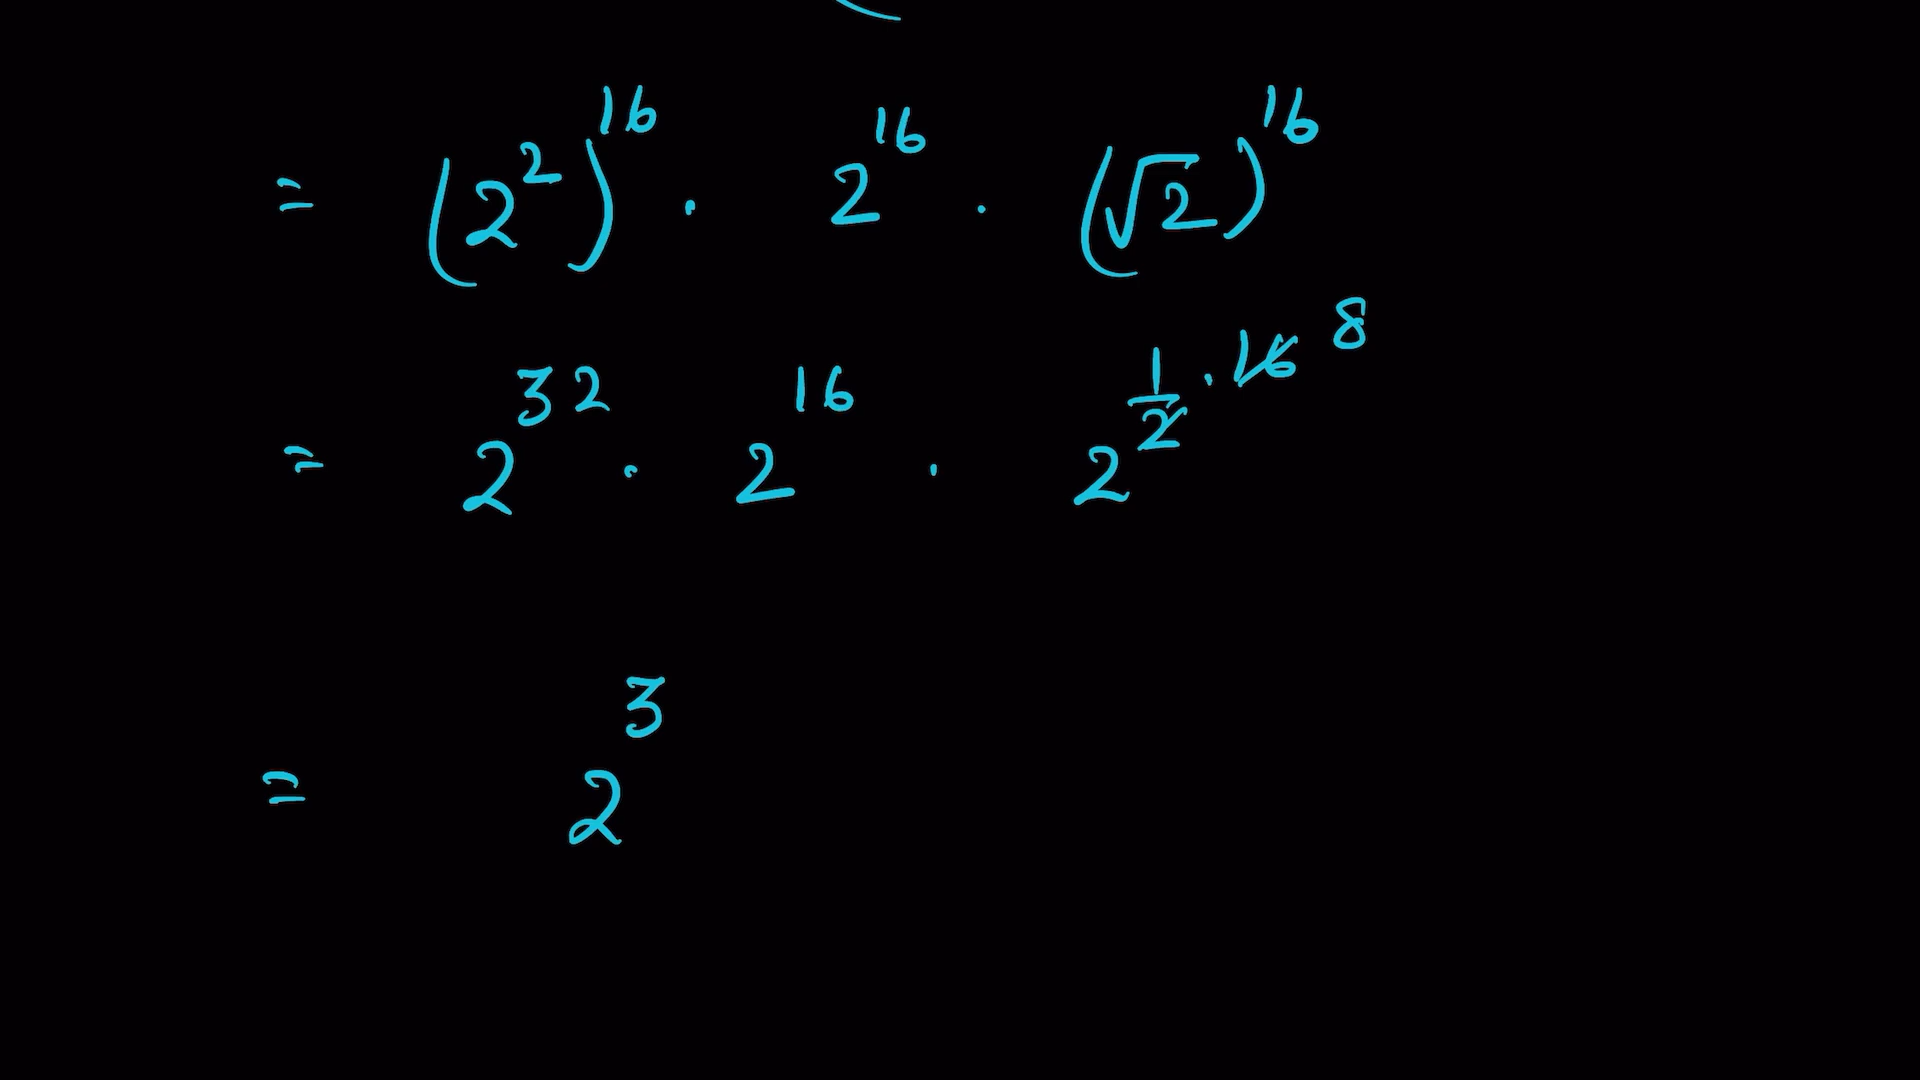 = (2²)¹⁶ · 2¹⁶ · (√2)¹⁶
= 2³² · 2¹⁶ · 2^(1/2 · 16) 8
= 2³